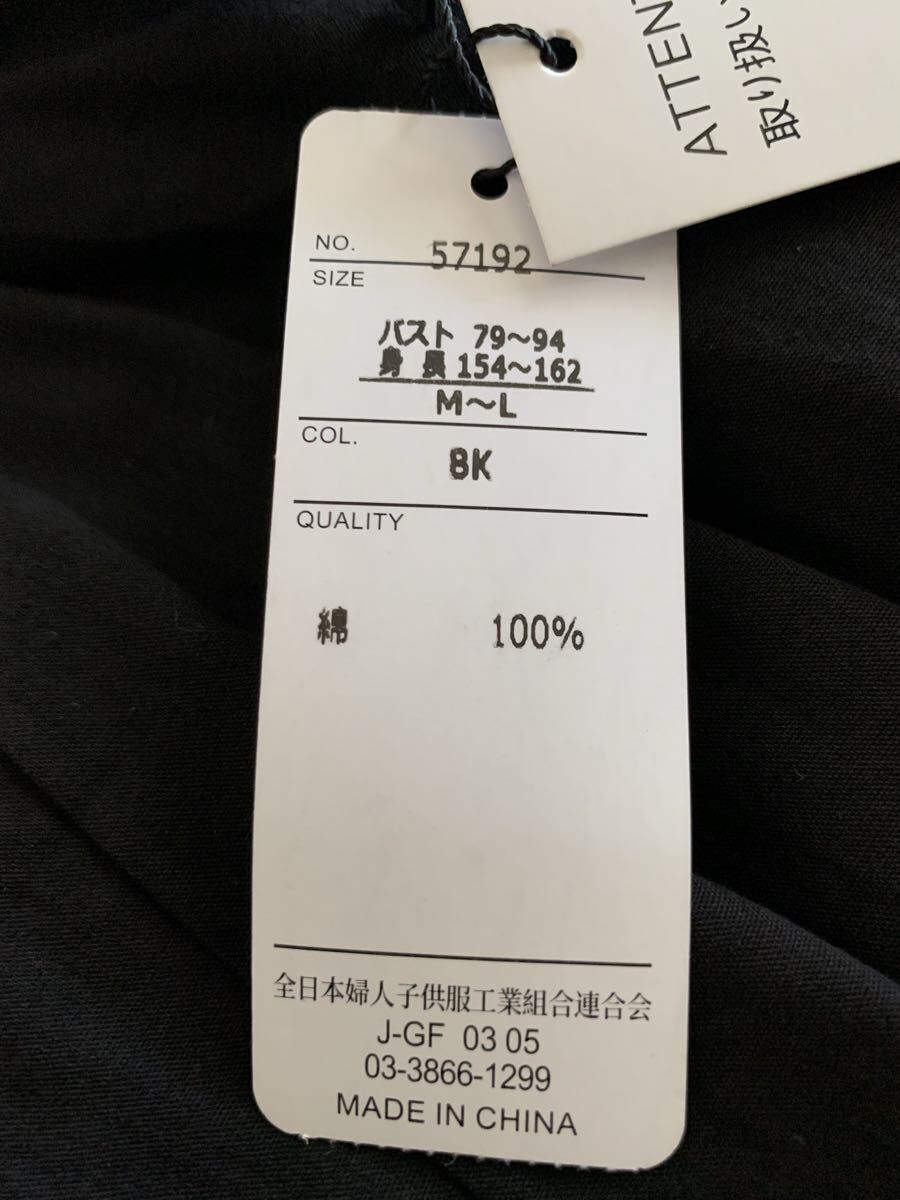 ATTEN
取り扱い
NO. 57192
SIZE
バスト 79～94
身 長 154～162
M～L
COL.
BK
QUALITY
綿 100%
全日本婦人子供服工業組合連合会
J-GF 03 05
03-3866-1299
MADE IN CHINA